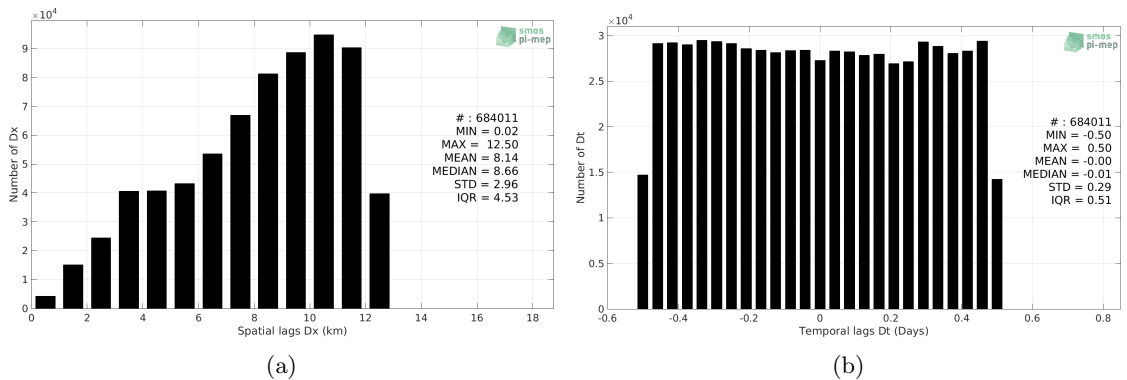 ×10⁴
10
9
8
7
6
5
4
3
2
1
0
Number of Dx
0 2 4 6 8 10 12 14 16 18
Spatial lags Dx (km)
smos
pi-mep
# : 684011
MIN = 0.02
MAX = 12.50
MEAN = 8.14
MEDIAN = 8.66
STD = 2.96
IQR = 4.53
(a)
×10⁴
3
2.5
2
1.5
1
0.5
0
Number of Dt
-0.6 -0.4 -0.2 0 0.2 0.4 0.6 0.8
Temporal lags Dt (Days)
smos
pi-mep
# : 684011
MIN = -0.50
MAX = 0.50
MEAN = -0.00
MEDIAN = -0.01
STD = 0.29
IQR = 0.51
(b)